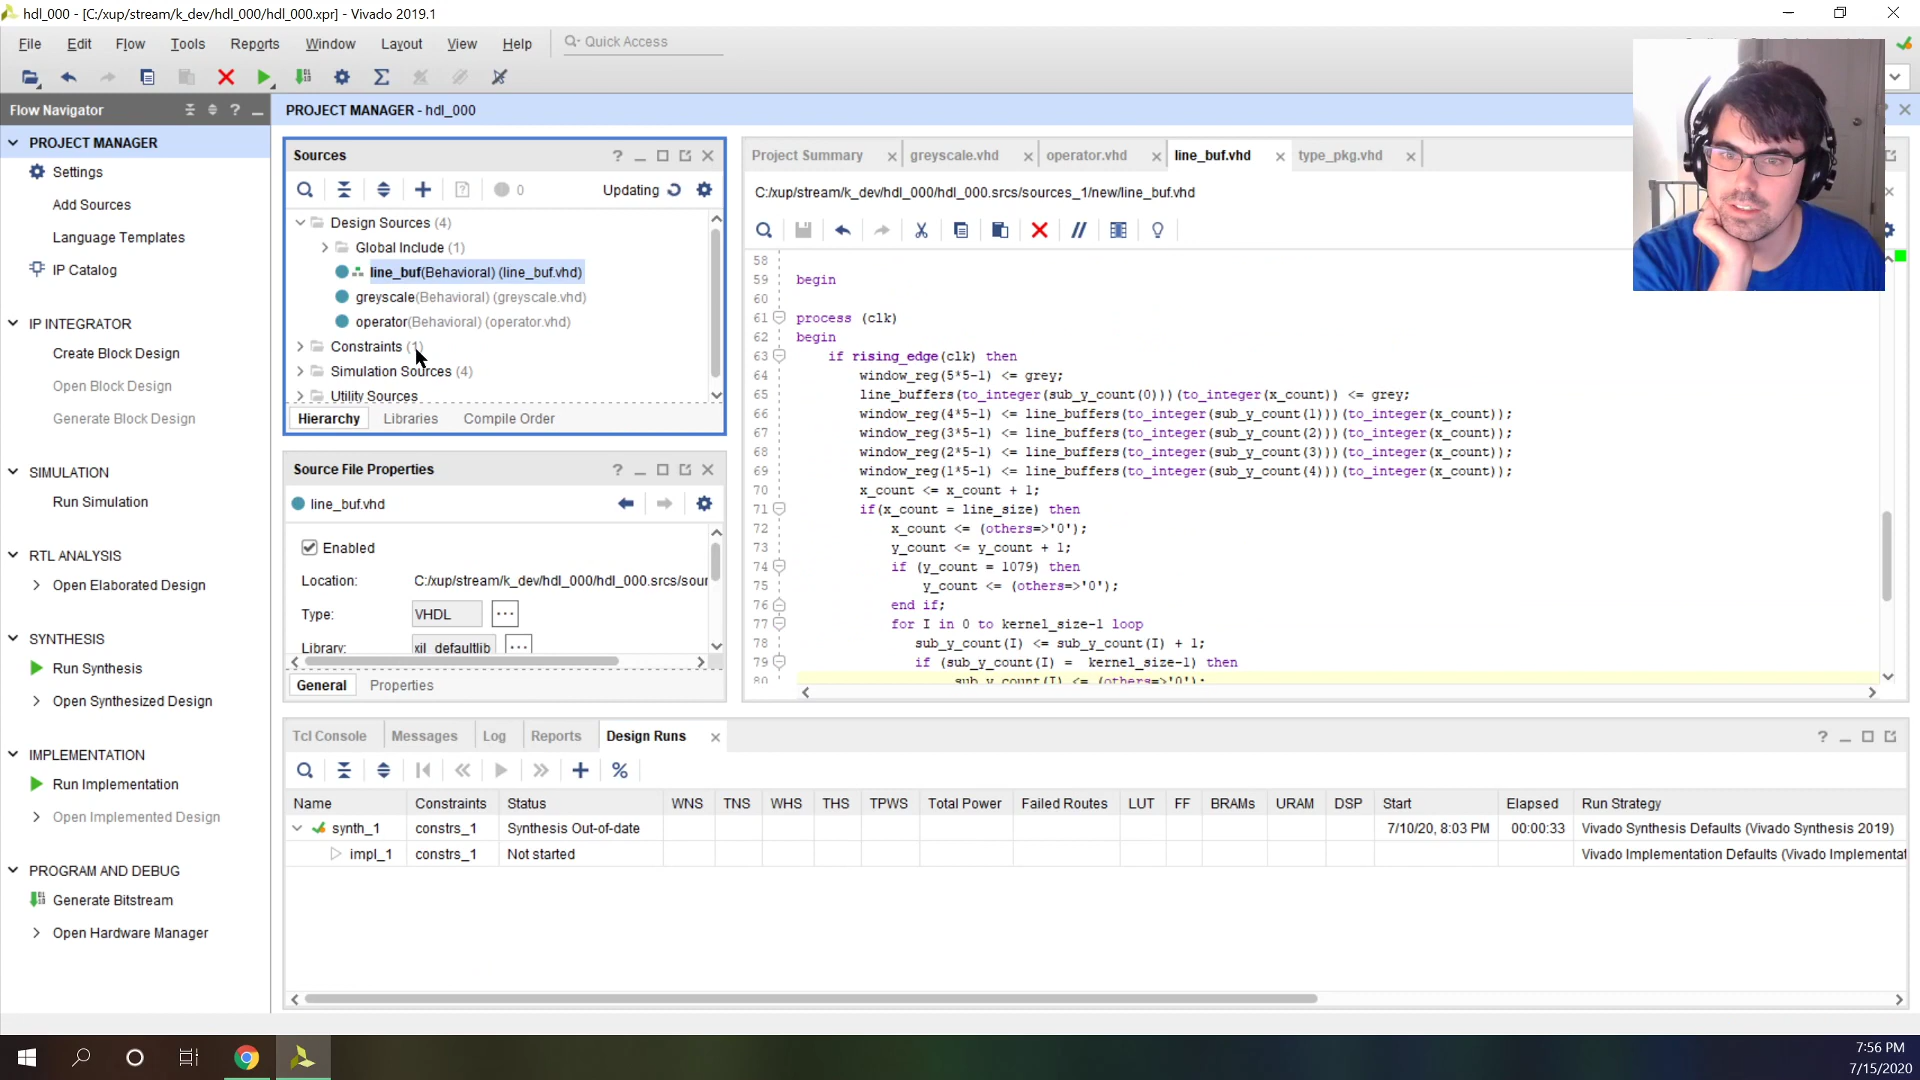 hdl_000 - [C:/xup/stream/k_dev/hdl_000/hdl_000.xpr] - Vivado 2019.1
File Edit Flow Tools Reports Window Layout View Help Quick Access
Flow Navigator
PROJECT MANAGER - hdl_000
PROJECT MANAGER
Settings
Add Sources
Language Templates
IP Catalog
IP INTEGRATOR
Create Block Design
Open Block Design
Generate Block Design
SIMULATION
Run Simulation
RTL ANALYSIS
Open Elaborated Design
SYNTHESIS
Run Synthesis
Open Synthesized Design
IMPLEMENTATION
Run Implementation
Open Implemented Design
PROGRAM AND DEBUG
Generate Bitstream
Open Hardware Manager
Sources
0 Updating
Design Sources (4)
Global Include (1)
line_buf(Behavioral) (line_buf.vhd)
greyscale(Behavioral) (greyscale.vhd)
operator(Behavioral) (operator.vhd)
Constraints (1)
Simulation Sources (4)
Utility Sources
Hierarchy Libraries Compile Order
Source File Properties
line_buf.vhd
Enabled
Location: C:/xup/stream/k_dev/hdl_000/hdl_000.srcs/sour
Type: VHDL
Library: xil_defaultlib
General Properties
Project Summary greyscale.vhd operator.vhd line_buf.vhd type_pkg.vhd
C:/xup/stream/k_dev/hdl_000/hdl_000.srcs/sources_1/new/line_buf.vhd
58
59 begin
60
61 process (clk)
62 begin
63 if rising_edge(clk) then
64 window_reg(5*5-1) <= grey;
65 line_buffers(to_integer(sub_y_count(0)))(to_integer(x_count)) <= grey;
66 window_reg(4*5-1) <= line_buffers(to_integer(sub_y_count(1)))(to_integer(x_count));
67 window_reg(3*5-1) <= line_buffers(to_integer(sub_y_count(2)))(to_integer(x_count));
68 window_reg(2*5-1) <= line_buffers(to_integer(sub_y_count(3)))(to_integer(x_count));
69 window_reg(1*5-1) <= line_buffers(to_integer(sub_y_count(4)))(to_integer(x_count));
70 x_count <= x_count + 1;
71 if(x_count = line_size) then
72 x_count <= (others=>'0');
73 y_count <= y_count + 1;
74 if (y_count = 1079) then
75 y_count <= (others=>'0');
76 end if;
77 for I in 0 to kernel_size-1 loop
78 sub_y_count(I) <= sub_y_count(I) + 1;
79 if (sub_y_count(I) = kernel_size-1) then
80 sub_y_count(I) <= (others=>'0');
Tcl Console Messages Log Reports Design Runs
Name Constraints Status WNS TNS WHS THS TPWS Total Power Failed Routes LUT FF BRAMs URAM DSP Start Elapsed Run Strategy
synth_1 constrs_1 Synthesis Out-of-date 7/10/20, 8:03 PM 00:00:33 Vivado Synthesis Defaults (Vivado Synthesis 2019)
impl_1 constrs_1 Not started Vivado Implementation Defaults (Vivado Implementat
7:56 PM
7/15/2020